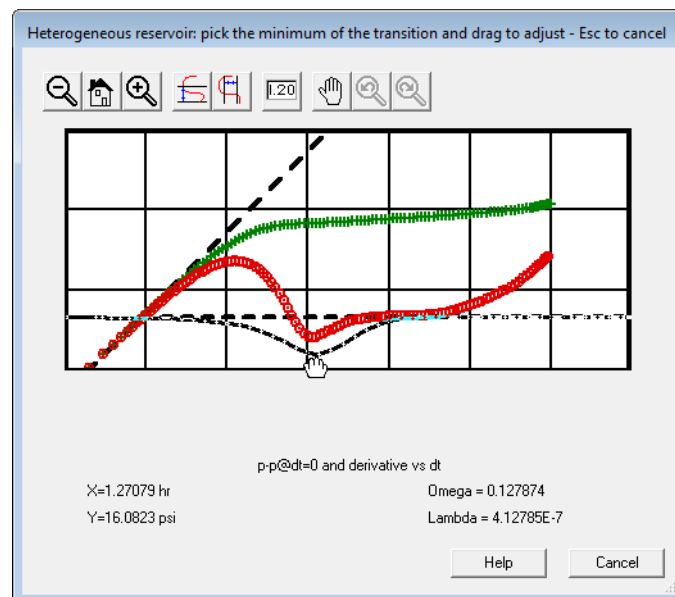 Heterogeneous reservoir: pick the minimum of the transition and drag to adjust - Esc to cancel
1.20
p-p@dt=0 and derivative vs dt
X=1.27079 hr
Omega = 0.127874
Y=16.0823 psi
Lambda = 4.12785E-7
Help
Cancel